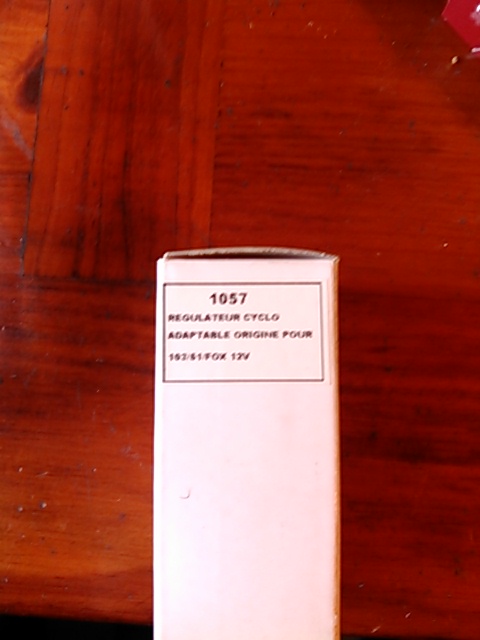 1057
REGULATEUR CYCLO
ADAPTABLE ORIGINE POUR
103/51/FOX 12V